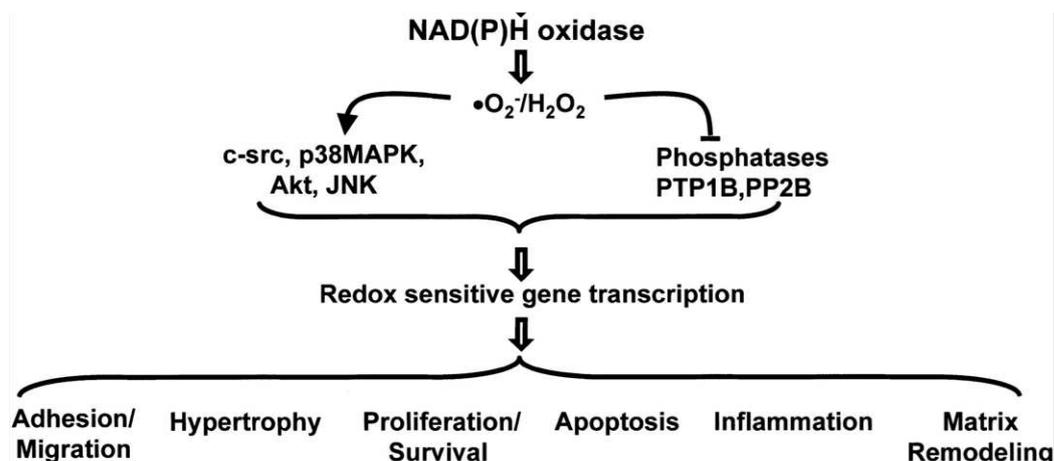 NAD(P)H oxidase
•O₂⁻/H₂O₂
c-src, p38MAPK,
Akt, JNK
Phosphatases
PTP1B,PP2B
Redox sensitive gene transcription
Adhesion/
Migration
Hypertrophy
Proliferation/
Survival
Apoptosis
Inflammation
Matrix
Remodeling